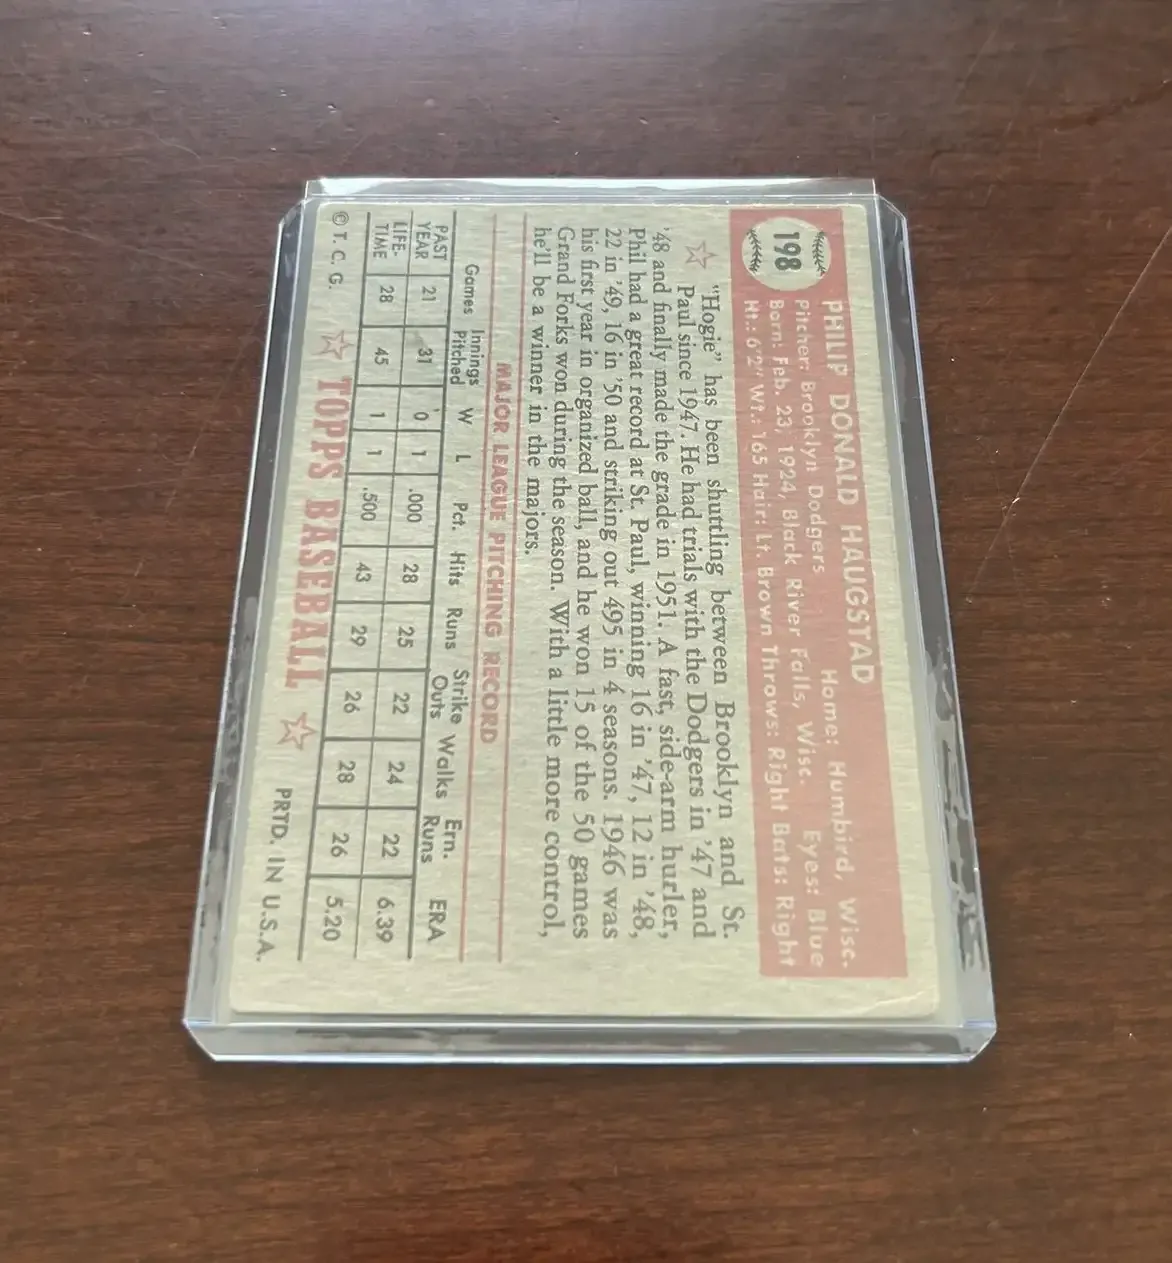 198
PHILIP DONALD HAUGSTAD
Pitcher: Brooklyn Dodgers Home: Humbird, Wisc.
Born: Feb. 23, 1924, Black River Falls, Wisc. Eyes: Blue
Ht.: 6'2" Wt.: 165 Hair: Lt. Brown Throws: Right Bats: Right
"Hogie" has been shuttling between Brooklyn and St.
Paul since 1947. He had trials with the Dodgers in '47 and
'48 and finally made the grade in 1951. A fast, side-arm hurler,
Phil had a great record at St. Paul, winning 16 in '47, 12 in '48,
22 in '49, 16 in '50 and striking out 495 in 4 seasons. 1946 was
his first year in organized ball, and he won 15 of the 50 games
Grand Forks won during the season. With a little more control,
he'll be a winner in the majors.
MAJOR LEAGUE PITCHING RECORD
Games Innings Pitched W L Pct. Hits Runs Strike Outs Walks Ern. Runs ERA
PAST YEAR 21 31 0 1 .000 28 25 22 24 22 6.39
LIFE-TIME 28 45 1 1 .500 43 29 26 28 26 5.20
© T. C. G. TOPPS BASEBALL PRTD. IN U.S.A.